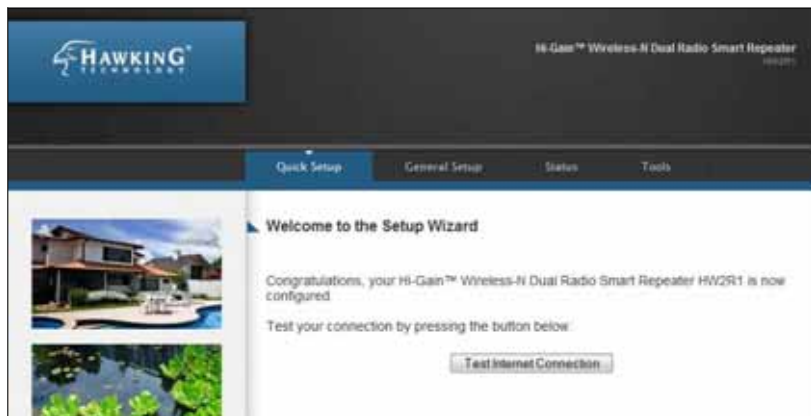 HAWKING®
TECHNOLOGY
Hi-Gain™ Wireless-N Dual Radio Smart Repeater
HW2R1
Quick Setup
General Setup
Status
Tools
Welcome to the Setup Wizard
Congratulations, your Hi-Gain™ Wireless-N Dual Radio Smart Repeater HW2R1 is now
configured.
Test your connection by pressing the button below.
Test Internet Connection